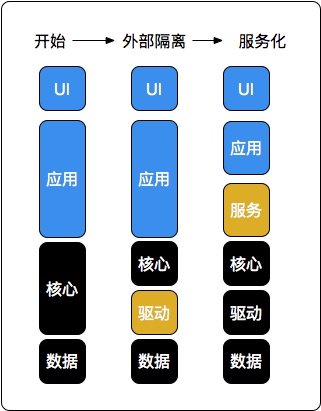 开始 外部隔离 服务化
UI UI UI
应用 应用 应用
服务
核心 核心 核心
驱动 驱动
数据 数据 数据